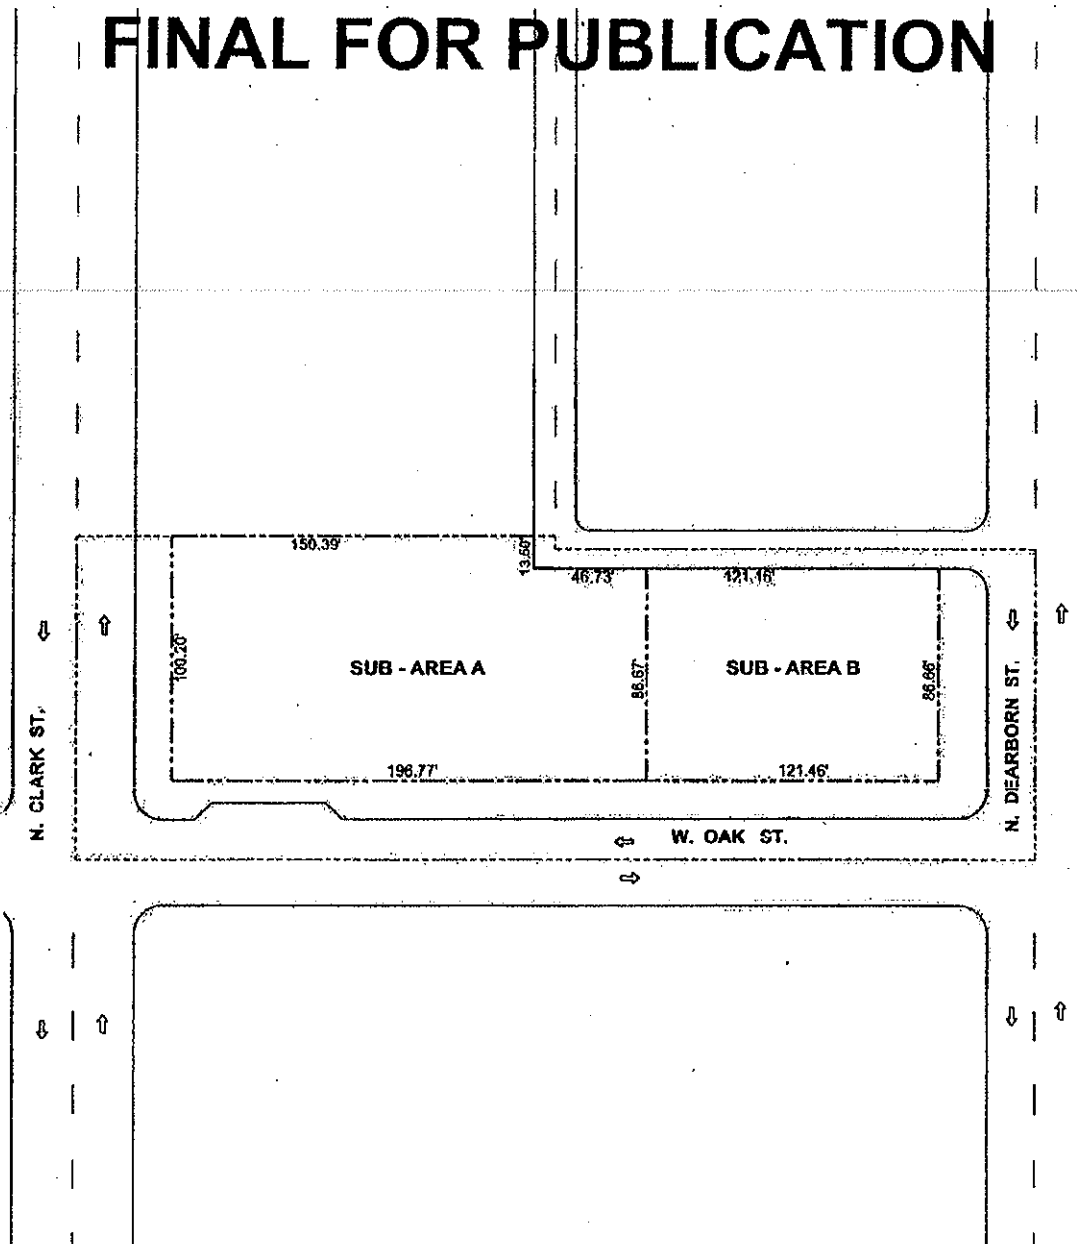 FINAL FOR PUBLICATION
150.39'
13.60'
46.73'
121.16'
100.20'
SUB - AREA A
86.67'
SUB - AREA B
86.66'
196.77'
121.46'
N. CLARK ST.
N. DEARBORN ST.
W. OAK ST.